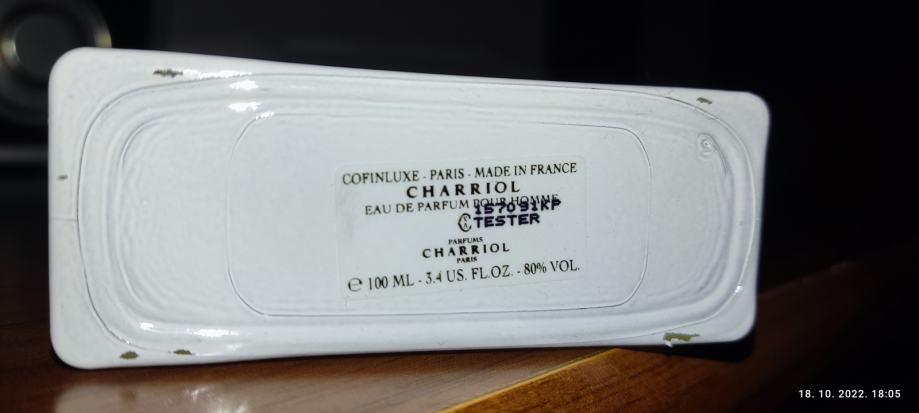 COFINLUXE - PARIS - MADE IN FRANCE
CHARRIOL
EAU DE PARFUM POUR HOMME
TESTER
PARFUMS
CHARRIOL
PARIS
℮ 100 ML - 3.4 US. FL.OZ. - 80% VOL.
18. 10. 2022. 18:05